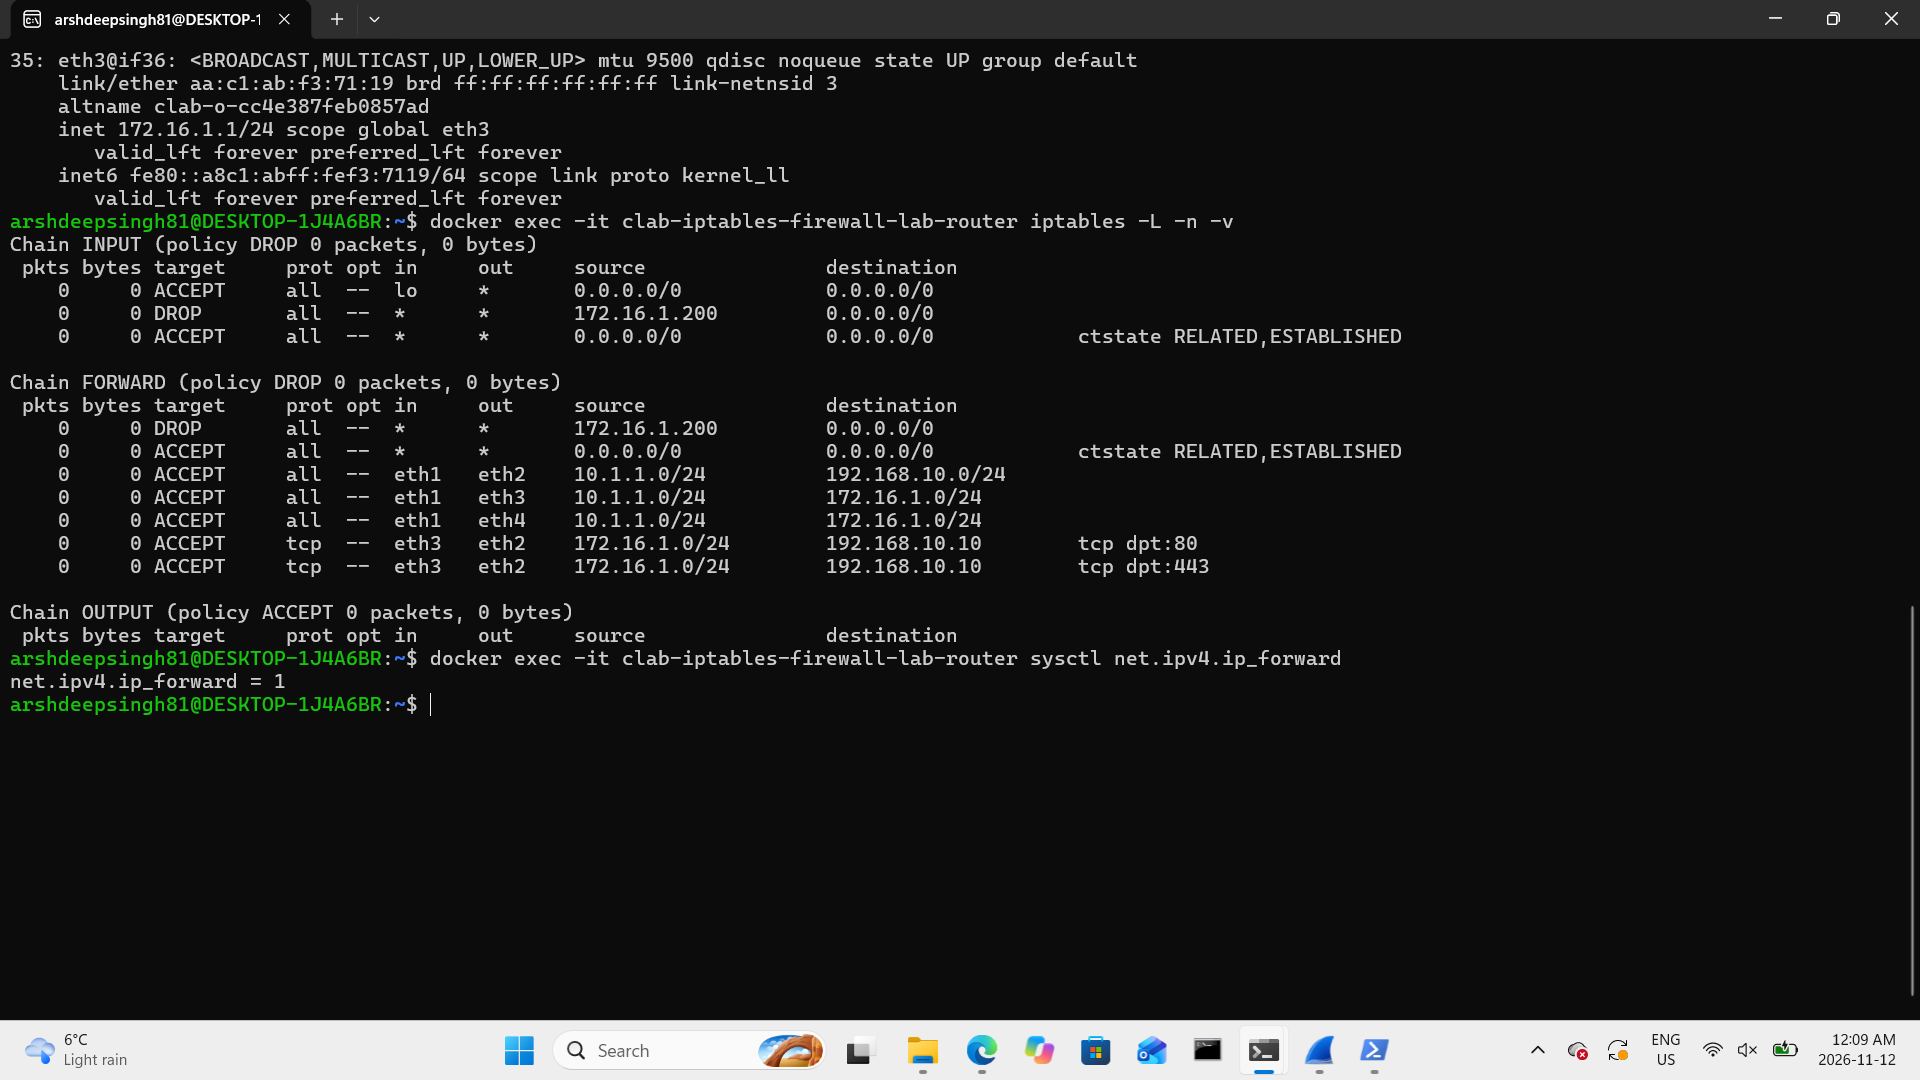 arshdeepsingh81@DESKTOP-1
35: eth3@if36: <BROADCAST,MULTICAST,UP,LOWER_UP> mtu 9500 qdisc noqueue state UP group default
    link/ether aa:c1:ab:f3:71:19 brd ff:ff:ff:ff:ff:ff link-netnsid 3
    altname clab-o-cc4e387feb0857ad
    inet 172.16.1.1/24 scope global eth3
       valid_lft forever preferred_lft forever
    inet6 fe80::a8c1:abff:fef3:7119/64 scope link proto kernel_ll
       valid_lft forever preferred_lft forever
arshdeepsingh81@DESKTOP-1J4A6BR:~$ docker exec -it clab-iptables-firewall-lab-router iptables -L -n -v
Chain INPUT (policy DROP 0 packets, 0 bytes)
 pkts bytes target     prot opt in     out     source               destination
    0     0 ACCEPT     all  --  lo     *       0.0.0.0/0            0.0.0.0/0
    0     0 DROP       all  --  *      *       172.16.1.200         0.0.0.0/0
    0     0 ACCEPT     all  --  *      *       0.0.0.0/0            0.0.0.0/0            ctstate RELATED,ESTABLISHED
Chain FORWARD (policy DROP 0 packets, 0 bytes)
 pkts bytes target     prot opt in     out     source               destination
    0     0 DROP       all  --  *      *       172.16.1.200         0.0.0.0/0
    0     0 ACCEPT     all  --  *      *       0.0.0.0/0            0.0.0.0/0            ctstate RELATED,ESTABLISHED
    0     0 ACCEPT     all  --  eth1   eth2    10.1.1.0/24          192.168.10.0/24
    0     0 ACCEPT     all  --  eth1   eth3    10.1.1.0/24          172.16.1.0/24
    0     0 ACCEPT     all  --  eth1   eth4    10.1.1.0/24          172.16.1.0/24
    0     0 ACCEPT     tcp  --  eth3   eth2    172.16.1.0/24        192.168.10.10        tcp dpt:80
    0     0 ACCEPT     tcp  --  eth3   eth2    172.16.1.0/24        192.168.10.10        tcp dpt:443
Chain OUTPUT (policy ACCEPT 0 packets, 0 bytes)
 pkts bytes target     prot opt in     out     source               destination
arshdeepsingh81@DESKTOP-1J4A6BR:~$ docker exec -it clab-iptables-firewall-lab-router sysctl net.ipv4.ip_forward
net.ipv4.ip_forward = 1
arshdeepsingh81@DESKTOP-1J4A6BR:~$
6°C
Light rain
Search
ENG
US
12:09 AM
2026-11-12